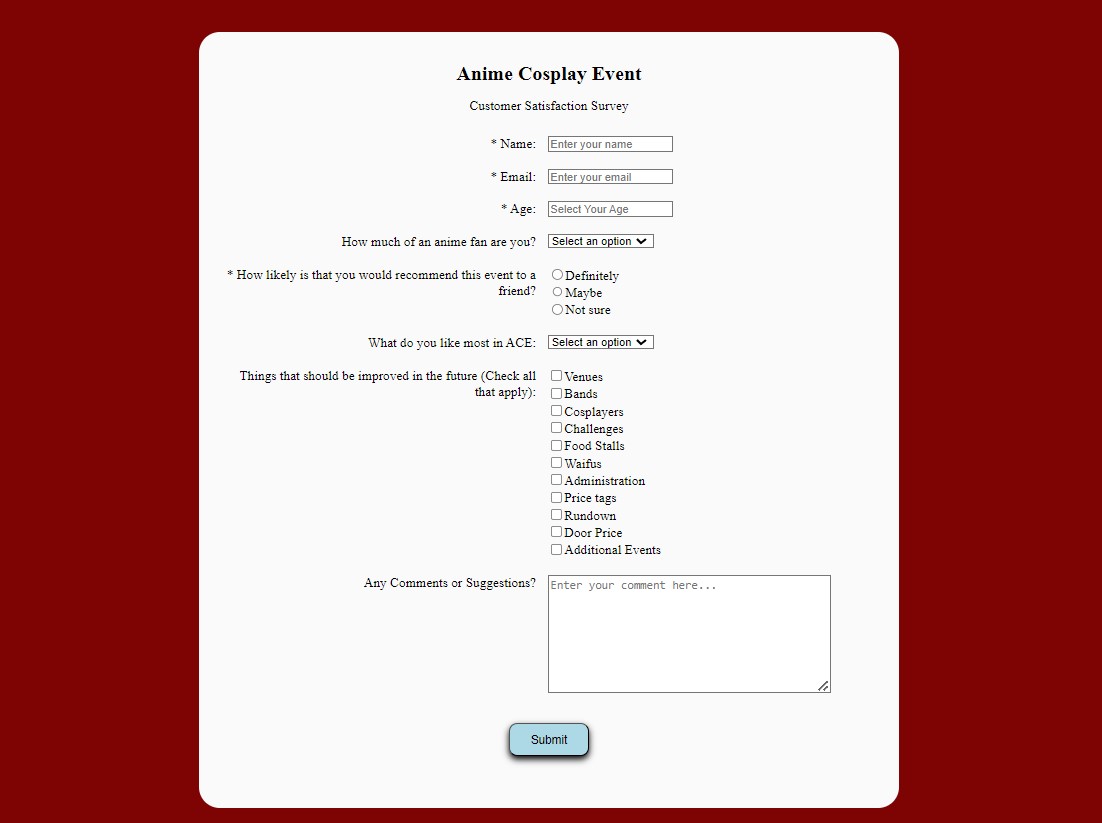 Anime Cosplay Event
Customer Satisfaction Survey
* Name: Enter your name
* Email: Enter your email
* Age: Select Your Age
How much of an anime fan are you? Select an option
* How likely is that you would recommend this event to a
friend?
Definitely
Maybe
Not sure
What do you like most in ACE: Select an option
Things that should be improved in the future (Check all
that apply):
Venues
Bands
Cosplayers
Challenges
Food Stalls
Waifus
Administration
Price tags
Rundown
Door Price
Additional Events
Any Comments or Suggestions? Enter your comment here...
Submit